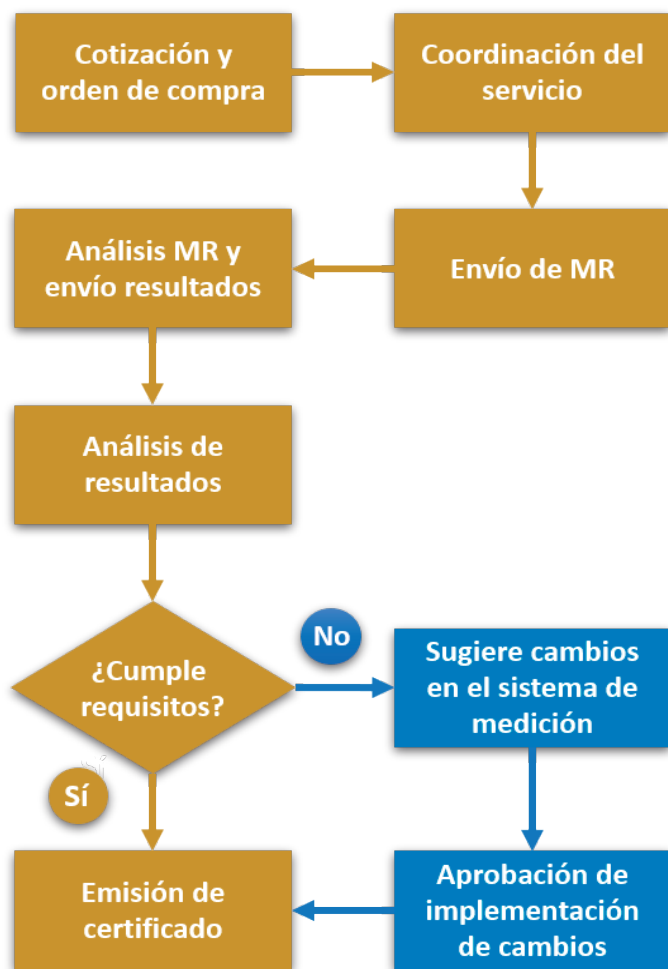 Cotización y
orden de compra
Coordinación del
servicio
Análisis MR y
envío resultados
Envío de MR
Análisis de
resultados
¿Cumple
requisitos?
No
Sugiere cambios
en el sistema de
medición
Sí
Emisión de
certificado
Aprobación de
implementación
de cambios